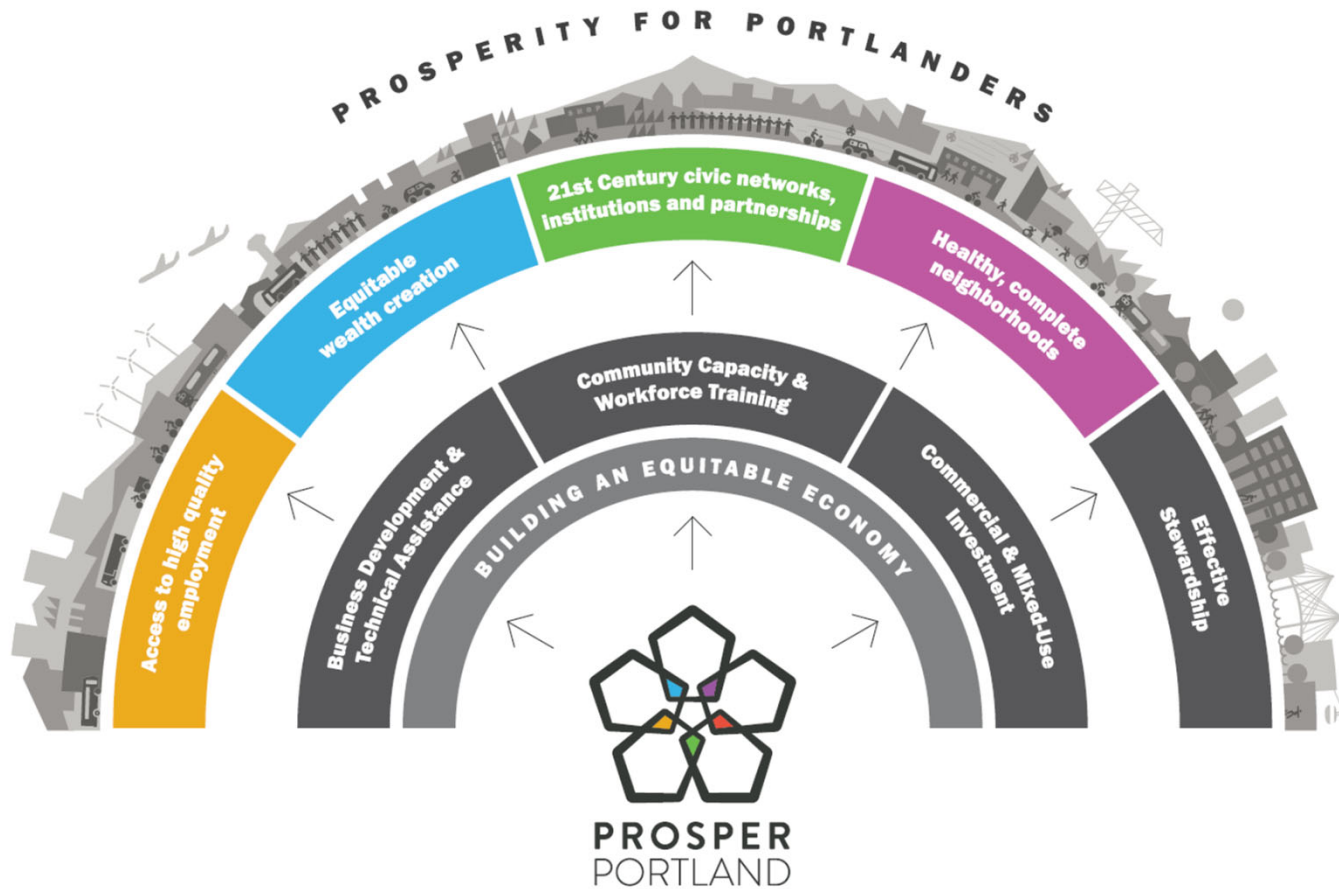 PROSPERITY FOR PORTLANDERS
Access to high quality
employment
Equitable
wealth creation
21st Century civic networks,
institutions and partnerships
Healthy, complete
neighborhoods
Effective
Stewardship
Business Development &
Technical Assistance
Community Capacity &
Workforce Training
Commercial & Mixed-Use
Investment
BUILDING AN EQUITABLE ECONOMY
PROSPER
PORTLAND